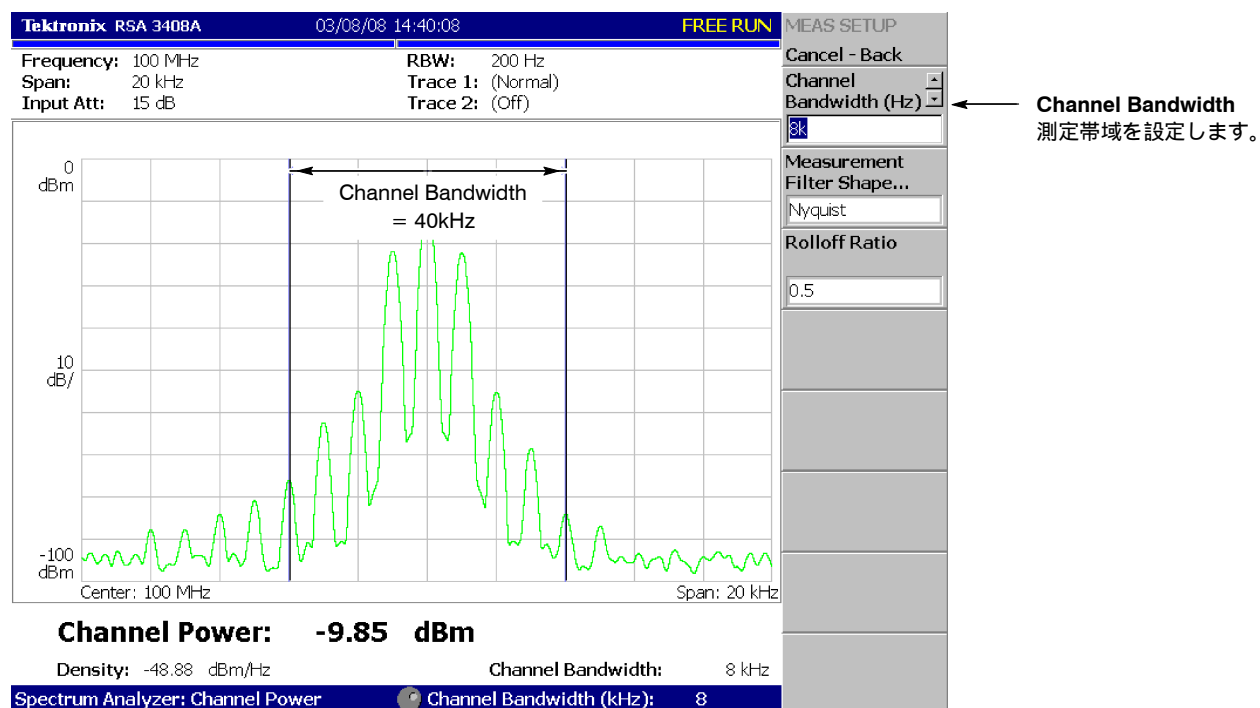 Tektronix RSA 3408A 03/08/08 14:40:08 FREE RUN
Frequency: 100 MHz
Span: 20 kHz
Input Att: 15 dB
RBW: 200 Hz
Trace 1: (Normal)
Trace 2: (Off)
0
dBm
10
dB/
-100
dBm
Channel Bandwidth
= 40kHz
Center: 100 MHz
Span: 20 kHz
Channel Power: -9.85 dBm
Density: -48.88 dBm/Hz
Channel Bandwidth: 8 kHz
Spectrum Analyzer: Channel Power
Channel Bandwidth (kHz): 8
MEAS SETUP
Cancel - Back
Channel
Bandwidth (Hz)
8k
Measurement
Filter Shape...
Nyquist
Rolloff Ratio
0.5
Channel Bandwidth
測定帯域を設定します。